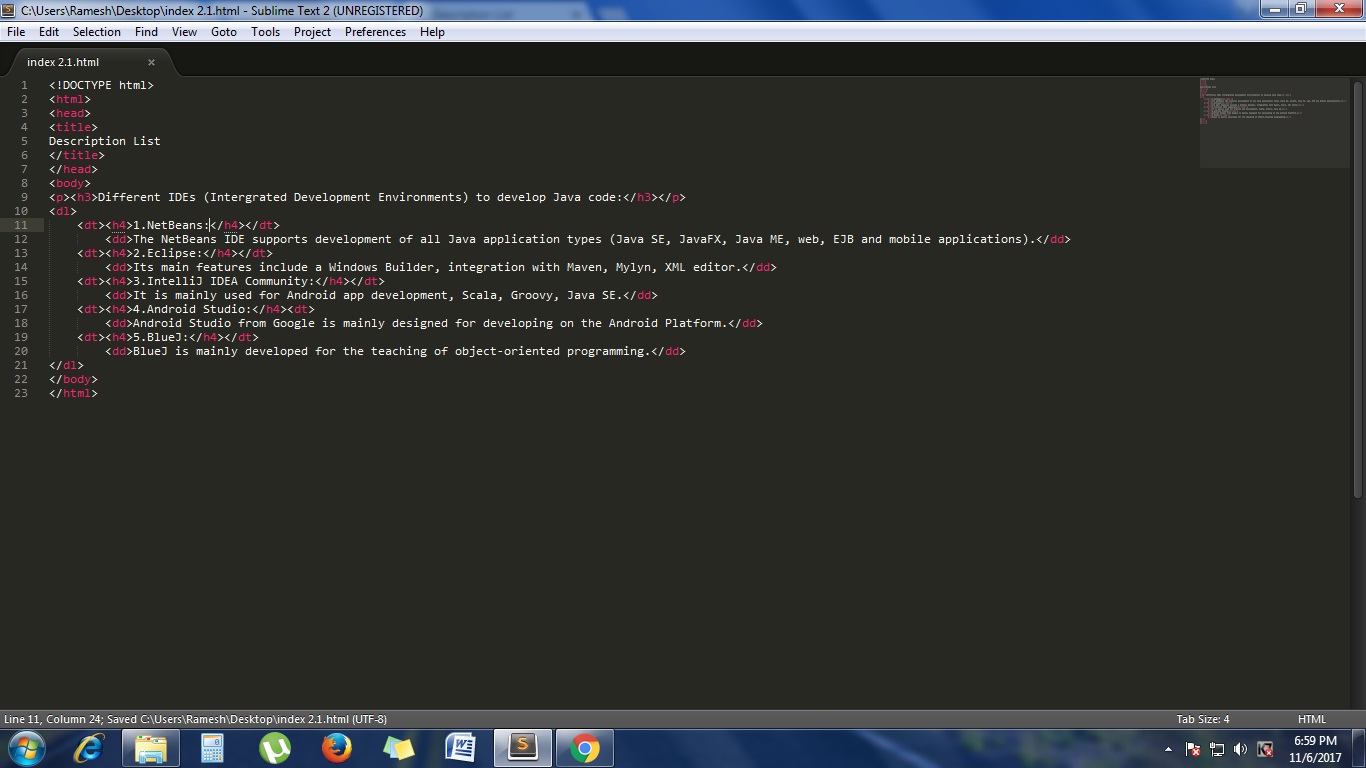 C:\Users\Ramesh\Desktop\index 2.1.html - Sublime Text 2 (UNREGISTERED)
File Edit Selection Find View Goto Tools Project Preferences Help
index 2.1.html ×
1 <!DOCTYPE html>
2 <html>
3 <head>
4 <title>
5 Description List
6 </title>
7 </head>
8 <body>
9 <p><h3>Different IDEs (Intergrated Development Environments) to develop Java code:</h3></p>
10 <dl>
11 <dt><h4>1.NetBeans:</h4></dt>
12 <dd>The NetBeans IDE supports development of all Java application types (Java SE, JavaFX, Java ME, web, EJB and mobile applications).</dd>
13 <dt><h4>2.Eclipse:</h4></dt>
14 <dd>Its main features include a Windows Builder, integration with Maven, Mylyn, XML editor.</dd>
15 <dt><h4>3.IntelliJ IDEA Community:</h4></dt>
16 <dd>It is mainly used for Android app development, Scala, Groovy, Java SE.</dd>
17 <dt><h4>4.Android Studio:</h4><dt>
18 <dd>Android Studio from Google is mainly designed for developing on the Android Platform.</dd>
19 <dt><h4>5.BlueJ:</h4></dt>
20 <dd>BlueJ is mainly developed for the teaching of object-oriented programming.</dd>
21 </dl>
22 </body>
23 </html>
Line 11, Column 24; Saved C:\Users\Ramesh\Desktop\index 2.1.html (UTF-8) Tab Size: 4 HTML
6:59 PM
11/6/2017